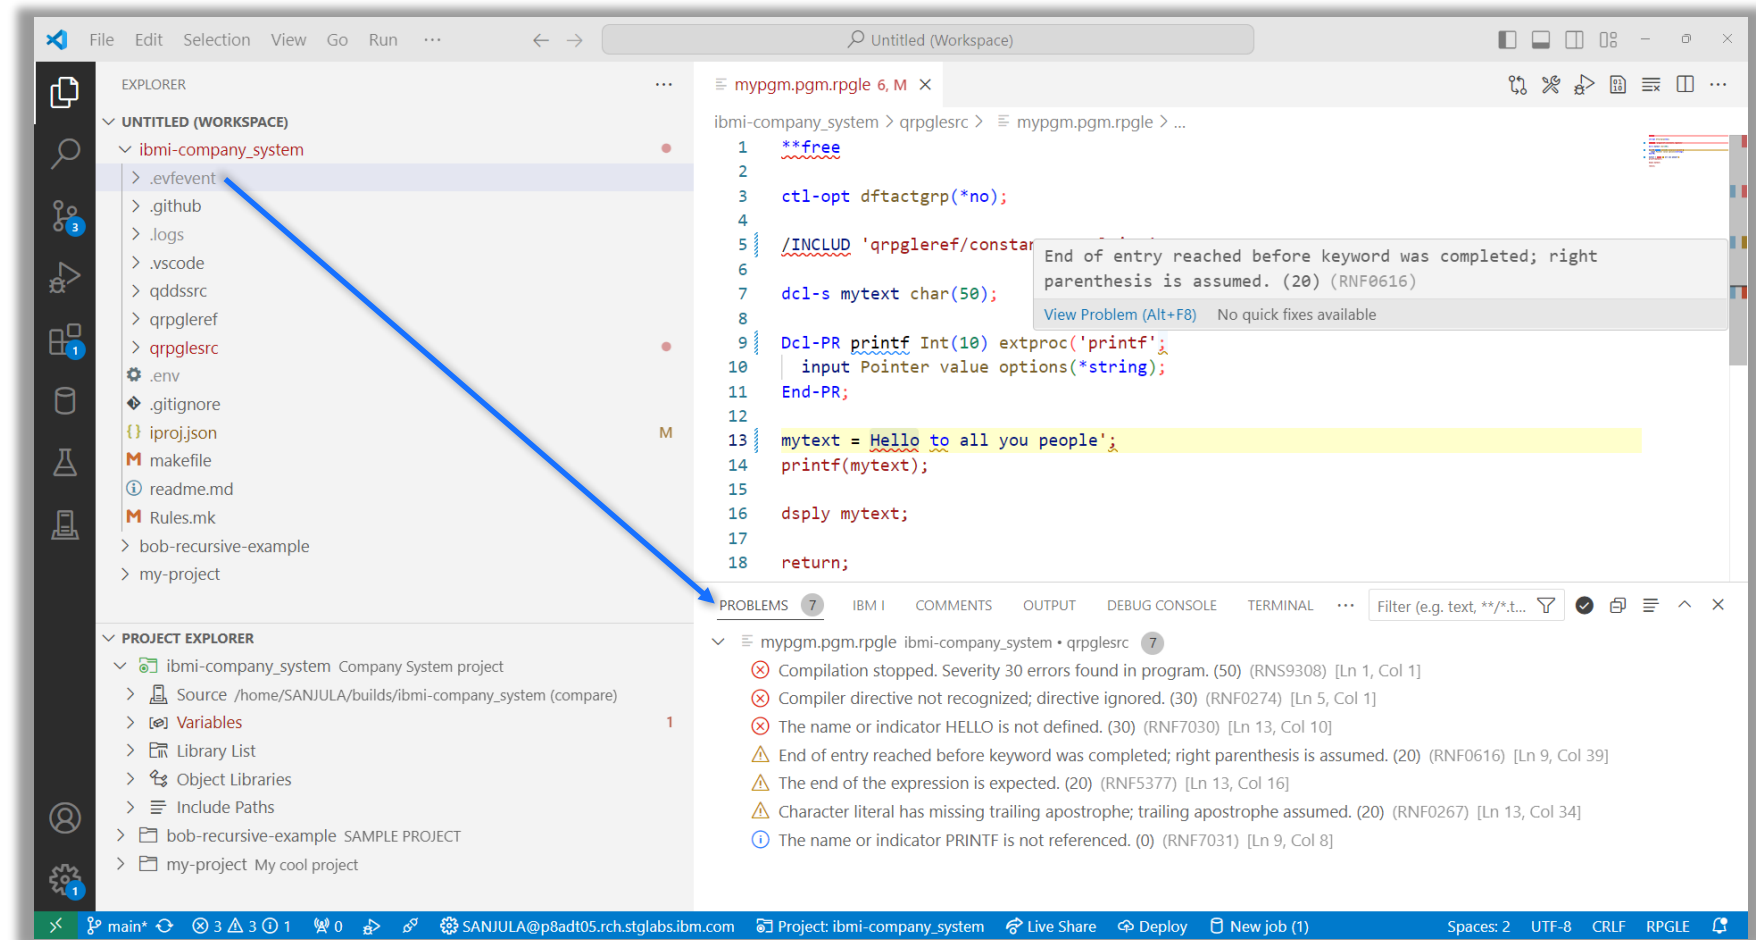 File Edit Selection View Go Run ··· Untitled (Workspace)
EXPLORER ···
UNTITLED (WORKSPACE)
ibmi-company_system
.evfevent
.github
.logs
.vscode
qddssrc
qrpgleref
qrpglesrc
.env
.gitignore
iproj.json M
makefile
readme.md
Rules.mk
bob-recursive-example
my-project
PROJECT EXPLORER
ibmi-company_system Company System project
Source /home/SANJULA/builds/ibmi-company_system (compare)
Variables 1
Library List
Object Libraries
Include Paths
bob-recursive-example SAMPLE PROJECT
my-project My cool project
3
1
1
mypgm.pgm.rpgle 6, M
ibmi-company_system > qrpglesrc > mypgm.pgm.rpgle > ...
1 **free
2
3 ctl-opt dftactgrp(*no);
4
5 /INCLUD 'qrpgleref/constan
6
7 dcl-s mytext char(50);
8
9 Dcl-PR printf Int(10) extproc('printf';
10 input Pointer value options(*string);
11 End-PR;
12
13 mytext = Hello to all you people';
14 printf(mytext);
15
16 dsply mytext;
17
18 return;
End of entry reached before keyword was completed; right
parenthesis is assumed. (20) (RNF0616)
View Problem (Alt+F8) No quick fixes available
PROBLEMS 7 IBM I COMMENTS OUTPUT DEBUG CONSOLE TERMINAL ··· Filter (e.g. text, **/*.t...
mypgm.pgm.rpgle ibmi-company_system • qrpglesrc 7
Compilation stopped. Severity 30 errors found in program. (50) (RNS9308) [Ln 1, Col 1]
Compiler directive not recognized; directive ignored. (30) (RNF0274) [Ln 5, Col 1]
The name or indicator HELLO is not defined. (30) (RNF7030) [Ln 13, Col 10]
End of entry reached before keyword was completed; right parenthesis is assumed. (20) (RNF0616) [Ln 9, Col 39]
The end of the expression is expected. (20) (RNF5377) [Ln 13, Col 16]
Character literal has missing trailing apostrophe; trailing apostrophe assumed. (20) (RNF0267) [Ln 13, Col 34]
The name or indicator PRINTF is not referenced. (0) (RNF7031) [Ln 9, Col 8]
main* 3 3 1 0 SANJULA@p8adt05.rch.stglabs.ibm.com Project: ibmi-company_system Live Share Deploy New job (1) Spaces: 2 UTF-8 CRLF RPGLE